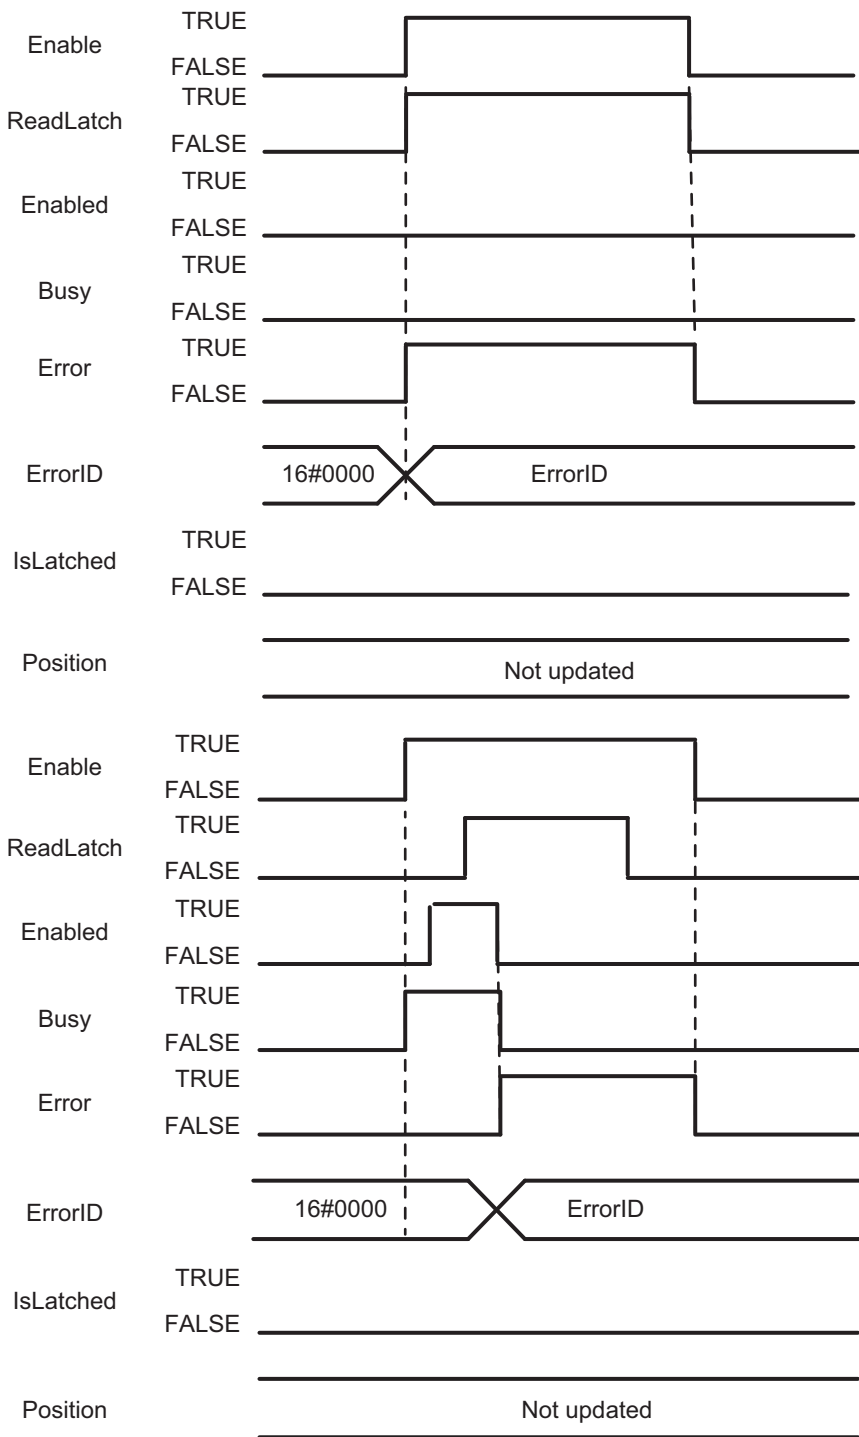 TRUE
Enable
FALSE
TRUE
ReadLatch
FALSE
TRUE
Enabled
FALSE
TRUE
Busy
FALSE
TRUE
Error
FALSE
ErrorID 16#0000 ErrorID
TRUE
IsLatched
FALSE
Position Not updated
TRUE
Enable
FALSE
TRUE
ReadLatch
FALSE
TRUE
Enabled
FALSE
TRUE
Busy
FALSE
TRUE
Error
FALSE
ErrorID 16#0000 ErrorID
TRUE
IsLatched
FALSE
Position Not updated